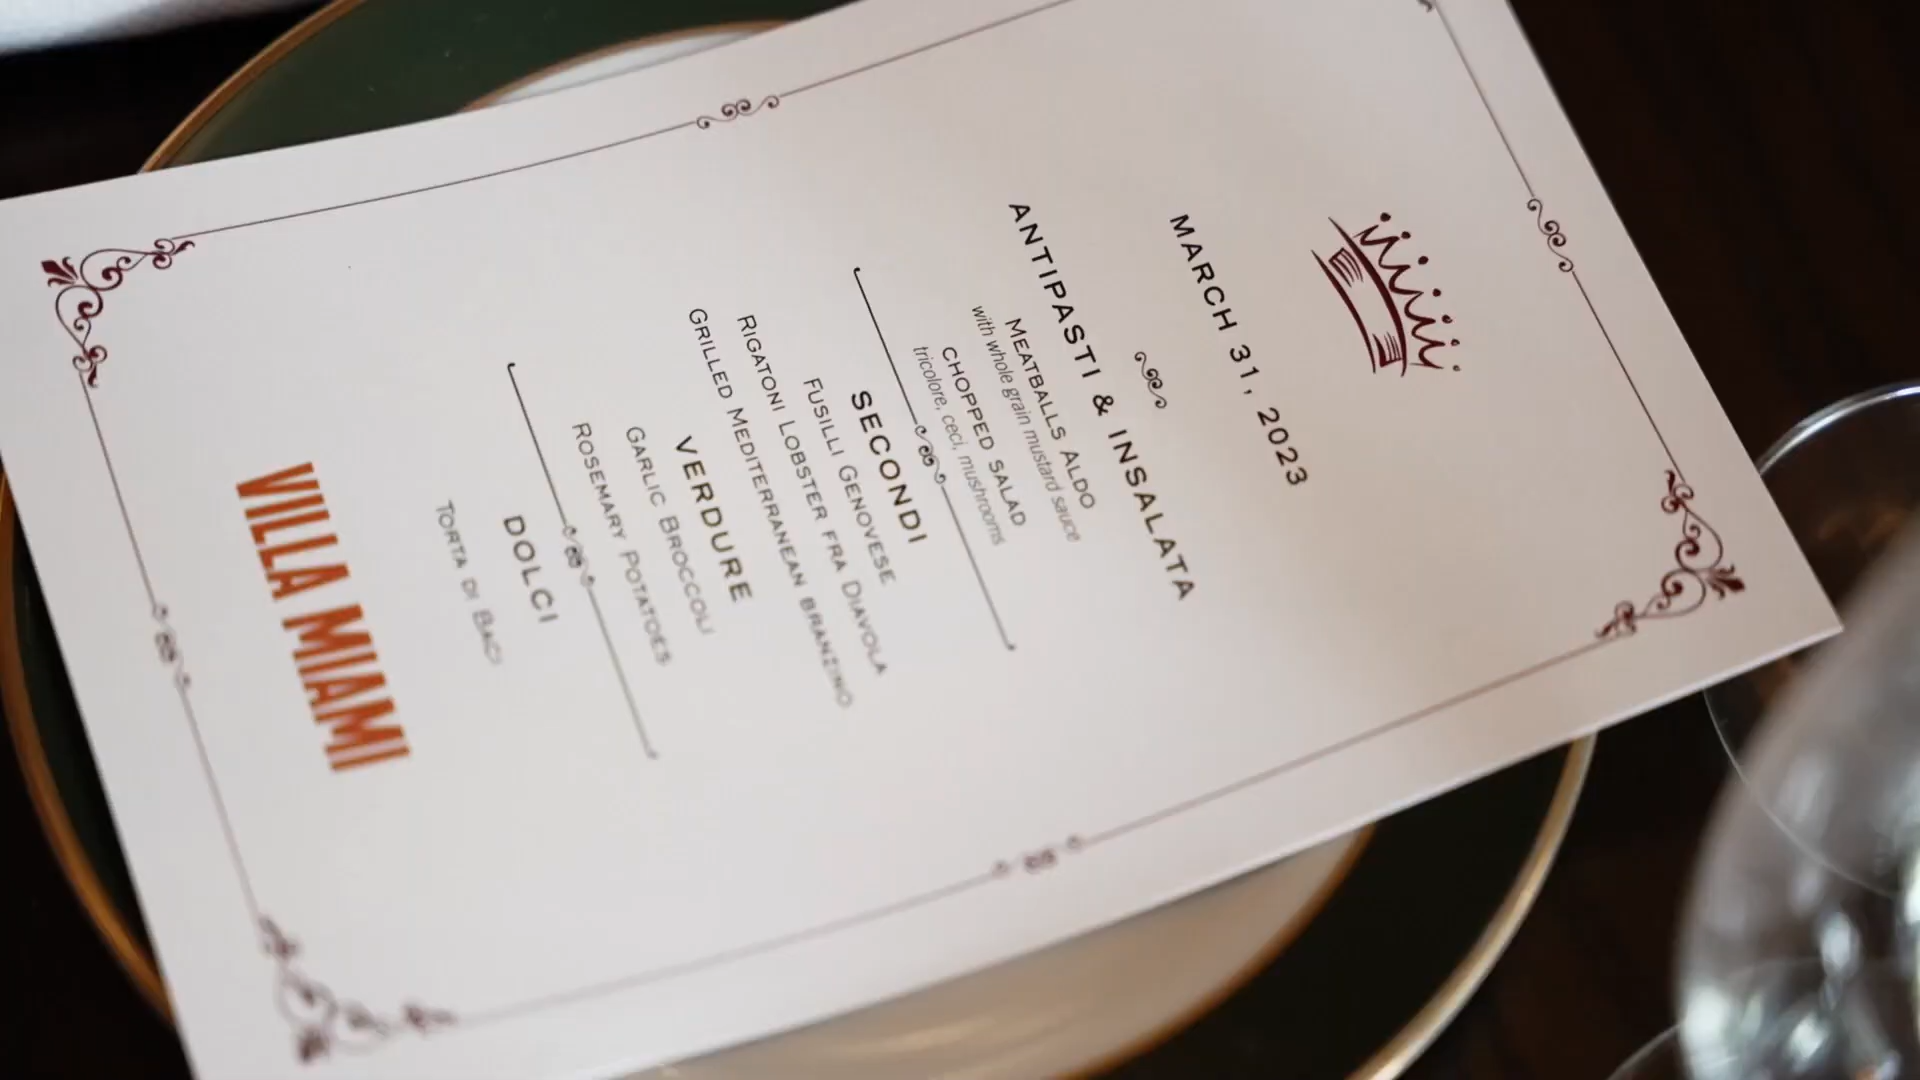 MARCH 31, 2023
ANTIPASTI & INSALATA
MEATBALLS ALDO
with whole grain mustard sauce
CHOPPED SALAD
tricolore, ceci, mushrooms
SECONDI
FUSILLI GENOVESE
RIGATONI LOBSTER FRA DIAVOLA
GRILLED MEDITERRANEAN BRANZINO
VERDURE
GARLIC BROCCOLI
ROSEMARY POTATOES
DOLCI
TORTA DI BACI
VILLA MIAMI